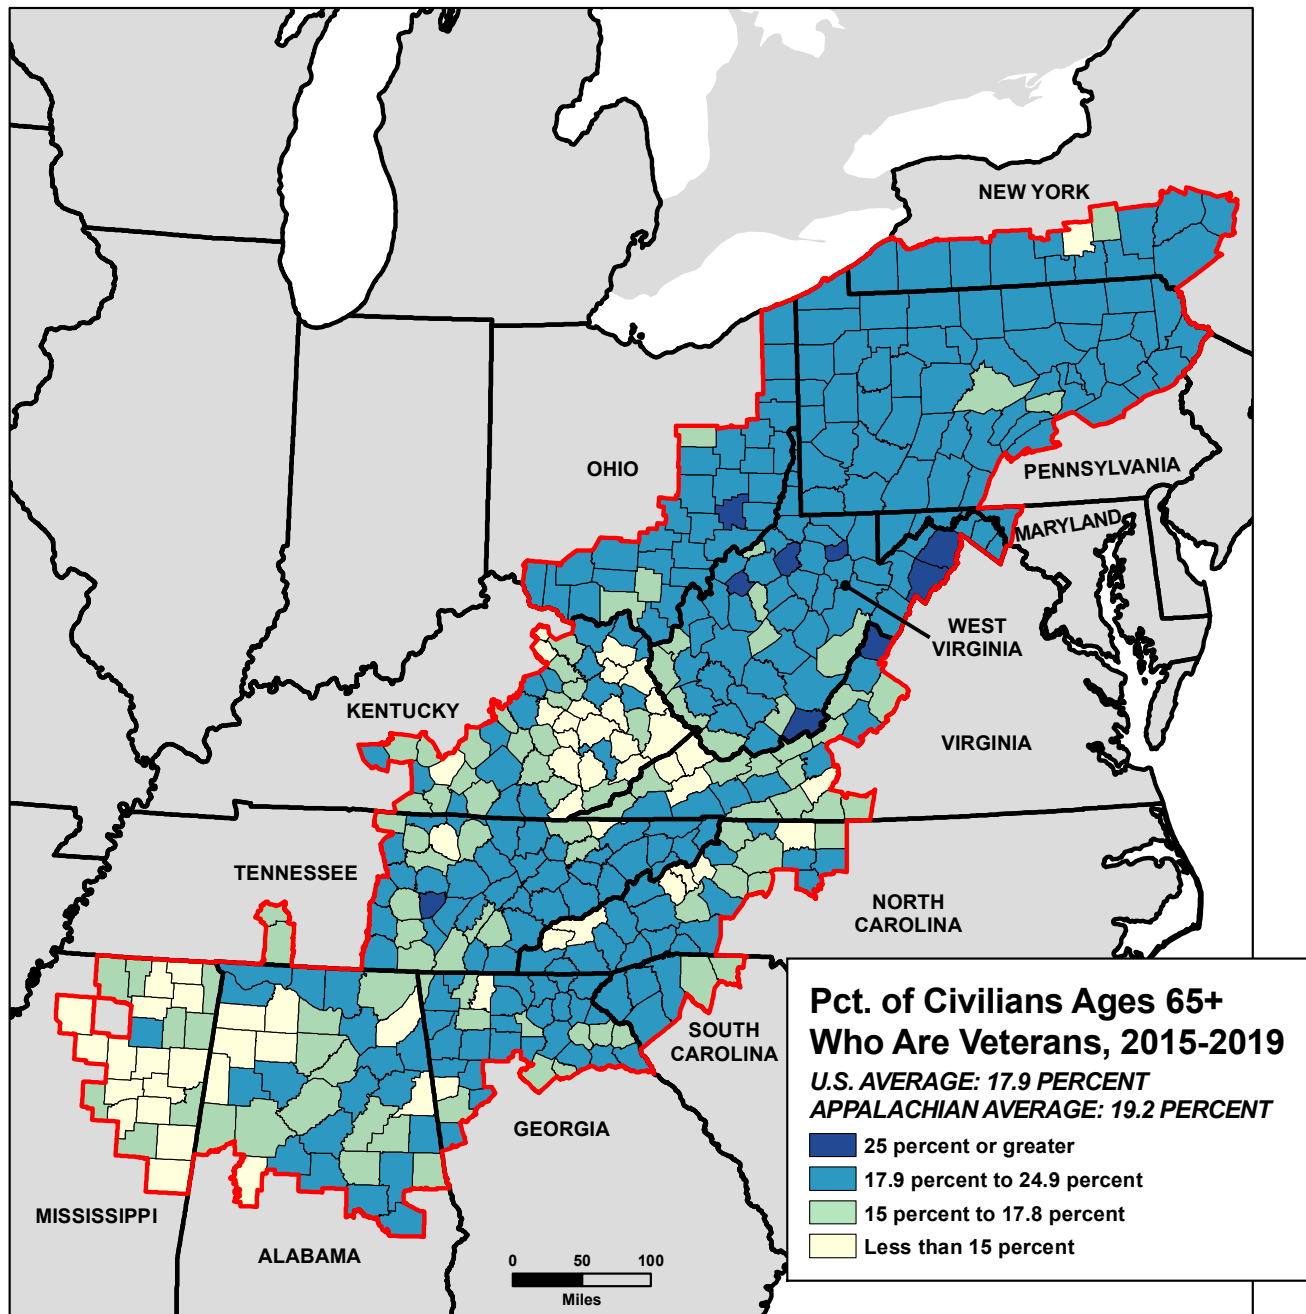 NEW YORK
OHIO
PENNSYLVANIA
MARYLAND
WEST
VIRGINIA
KENTUCKY
VIRGINIA
TENNESSEE
NORTH
CAROLINA
SOUTH
CAROLINA
GEORGIA
MISSISSIPPI
ALABAMA
0 50 100
Miles
Pct. of Civilians Ages 65+
Who Are Veterans, 2015-2019
U.S. AVERAGE: 17.9 PERCENT
APPALACHIAN AVERAGE: 19.2 PERCENT
25 percent or greater
17.9 percent to 24.9 percent
15 percent to 17.8 percent
Less than 15 percent